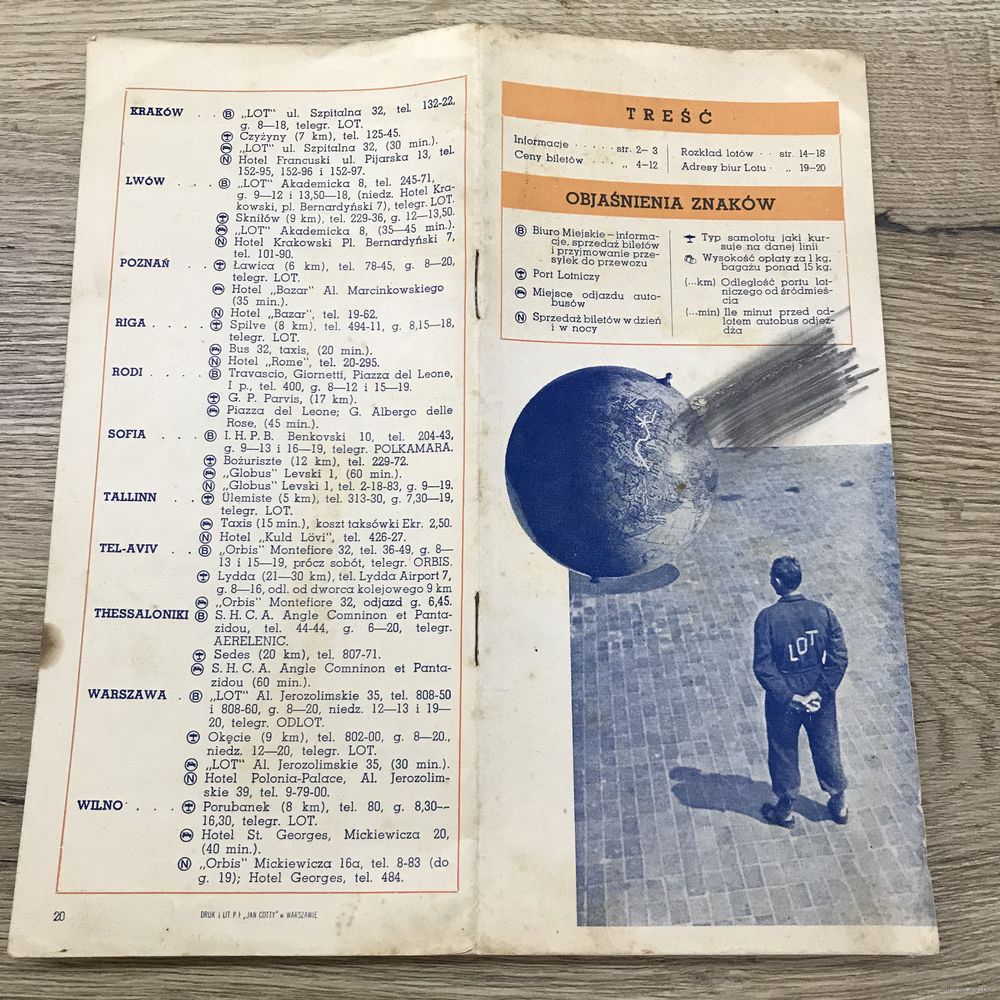 KRAKÓW . . Ⓑ „LOT" ul. Szpitalna 32, tel. 132-22,
g. 8—18, telegr. LOT.
Czyżyny (7 km), tel. 125-45.
„LOT" ul. Szpitalna 32, (30 min.).
Ⓝ Hotel Francuski ul. Pijarska 13, tel.
152-95, 152-96 i 152-97.
LWÓW . . . . Ⓑ „LOT" Akademicka 8, tel. 245-71,
g. 9—12 i 13,50—18, (niedz. Hotel Kra-
kowski, pl. Bernardyński 7), telegr. LOT.
Skniłów (9 km), tel. 229-36, g. 12—13,50.
„LOT" Akademicka 8, (35—45 min.).
Ⓝ Hotel Krakowski Pl. Bernardyński 7,
tel. 101-90.
POZNAŃ . . . Ławica (6 km), tel. 78-45, g. 8—20,
telegr. LOT.
Hotel „Bazar" Al. Marcinkowskiego
(35 min.).
Ⓝ Hotel „Bazar", tel. 19-62.
RIGA . . . . . Spilve (8 km), tel. 494-11, g. 8,15—18,
telegr. LOT.
Bus 32, taxis, (20 min.).
Ⓝ Hotel „Rome", tel. 20-295.
RODI . . . . . Ⓑ Travascio, Giornetti, Piazza del Leone,
I p., tel. 400, g. 8—12 i 15—19.
G. P. Parvis, (17 km).
Piazza del Leone; G. Albergo delle
Rose, (45 min.).
SOFIA . . . . Ⓑ I. H. P. B. Benkovski 10, tel. 204-43,
g. 9—13 i 16—19, telegr. POLKAMARA.
Bożuriszte (12 km), tel. 229-72.
„Globus" Levski 1, (60 min.).
Ⓝ „Globus" Levski 1, tel. 2-18-83, g. 9—19.
TALLINN . . Ülemiste (5 km), tel. 313-30, g. 7,30—19,
telegr. LOT.
Taxis (15 min.), koszt taksówki Ekr. 2,50.
Ⓝ Hotel „Kuld Lövi", tel. 426-27.
TEL-AVIV . . Ⓑ „Orbis" Montefiore 32, tel. 36-49, g. 8—
13 i 15—19, prócz sobót, telegr. ORBIS.
Lydda (21—30 km), tel. Lydda Airport 7,
g. 8—16, odl. od dworca kolejowego 9 km
„Orbis" Montefiore 32, odjazd g. 6,45.
THESSALONIKI Ⓑ S. H. C. A. Angle Comninon et Panta-
zidou, tel. 44-44, g. 6—20, telegr.
AERELENIC.
Sedes (20 km), tel. 807-71.
S. H. C. A. Angle Comninon et Panta-
zidou (60 min.).
WARSZAWA . Ⓑ „LOT" Al. Jerozolimskie 35, tel. 808-50
i 808-60, g. 8—20, niedz. 12—13 i 19—
20, telegr. ODLOT.
Okęcie (9 km), tel. 802-00, g. 8—20.,
niedz. 12—20, telegr. LOT.
„LOT" Al. Jerozolimskie 35, (30 min.).
Ⓝ Hotel Polonia-Palace, Al. Jerozolim-
skie 39, tel. 9-79-00.
WILNO . . . . Porubanek (8 km), tel. 80, g. 8,30—
16,30, telegr. LOT.
Hotel St. Georges, Mickiewicza 20,
(40 min.).
Ⓝ „Orbis" Mickiewicza 16a, tel. 8-83 (do
g. 19); Hotel Georges, tel. 484.
20
DRUK i LIT P. F. „JAN COTTY" w WARSZAWIE
TREŚĆ
Informacje . . . . . . str. 2— 3
Ceny biletów „ 4—12
Rozkład lotów . . str. 14—18
Adresy biur Lotu . „ 19—20
OBJAŚNIENIA ZNAKÓW
Ⓑ Biuro Miejskie — informa-
cje, sprzedaż biletów
i przyjmowanie prze-
syłek do przewozu
Port Lotniczy
Miejsce odjazdu auto-
busów
Ⓝ Sprzedaż biletów w dzień
i w nocy
Typ samolotu jaki kur-
suje na danej linii
Wysokość opłaty za 1 kg.
bagażu ponad 15 kg.
(...km) Odległość portu lot-
niczego od śródmieś-
cia
(...min) Ile minut przed od-
lotem autobus odjeż-
dża
LOT